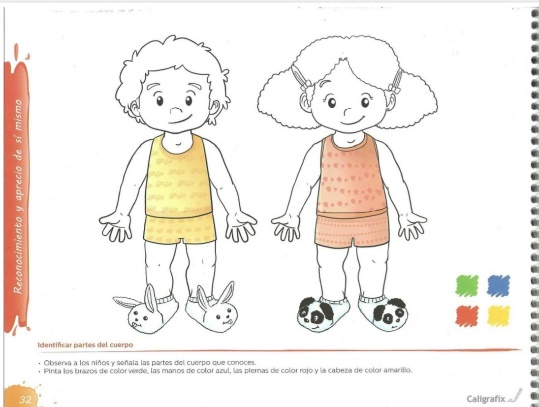 Reconocimiento y aprecio de sí mismo
Identificar partes del cuerpo
• Observa a los niños y señala las partes del cuerpo que conoces.
• Pinta los brazos de color verde, las manos de color azul, las piernas de color rojo y la cabeza de color amarillo.
32
Caligrafix